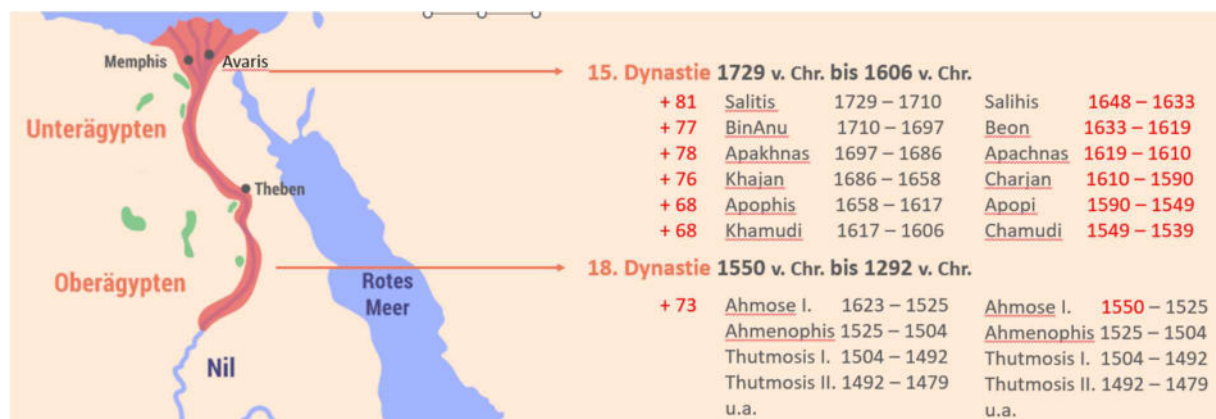 Memphis
Avaris
Unterägypten
Theben
Oberägypten
Rotes
Meer
Nil
15. Dynastie 1729 v. Chr. bis 1606 v. Chr.
+ 81 Salitis 1729 – 1710 Salihis 1648 – 1633
+ 77 BinAnu 1710 – 1697 Beon 1633 – 1619
+ 78 Apakhnas 1697 – 1686 Apachnas 1619 – 1610
+ 76 Khajan 1686 – 1658 Charjan 1610 – 1590
+ 68 Apophis 1658 – 1617 Apopi 1590 – 1549
+ 68 Khamudi 1617 – 1606 Chamudi 1549 – 1539
18. Dynastie 1550 v. Chr. bis 1292 v. Chr.
+ 73 Ahmose I. 1623 – 1525 Ahmose I. 1550 – 1525
Ahmenophis 1525 – 1504 Ahmenophis 1525 – 1504
Thutmosis I. 1504 – 1492 Thutmosis I. 1504 – 1492
Thutmosis II. 1492 – 1479 Thutmosis II. 1492 – 1479
u.a. u.a.